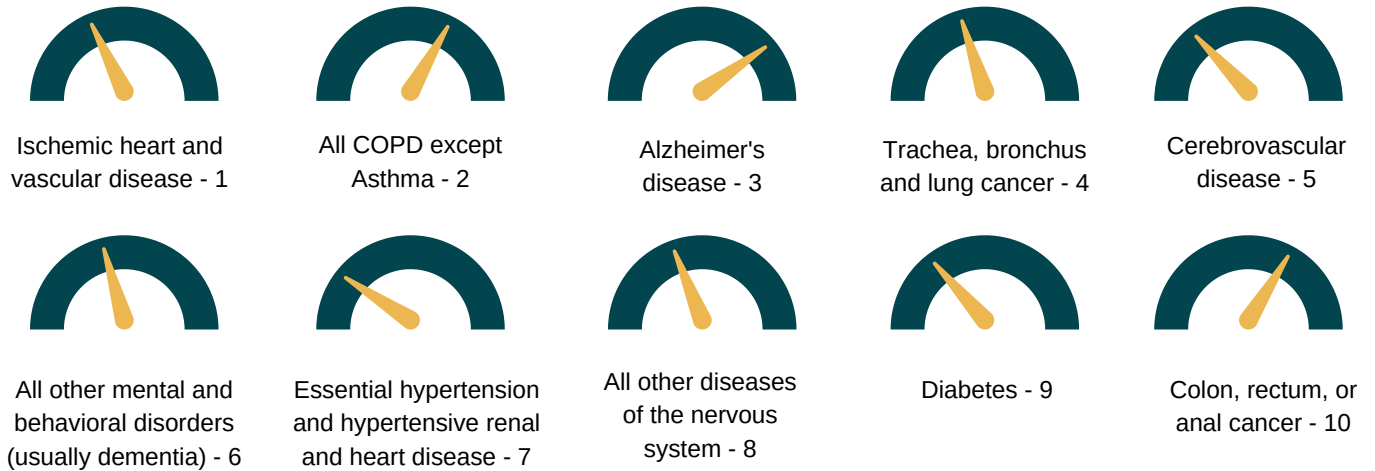 Ischemic heart and
vascular disease - 1
All COPD except
Asthma - 2
Alzheimer's
disease - 3
Trachea, bronchus
and lung cancer - 4
Cerebrovascular
disease - 5
All other mental and
behavioral disorders
(usually dementia) - 6
Essential hypertension
and hypertensive renal
and heart disease - 7
All other diseases
of the nervous
system - 8
Diabetes - 9
Colon, rectum, or
anal cancer - 10